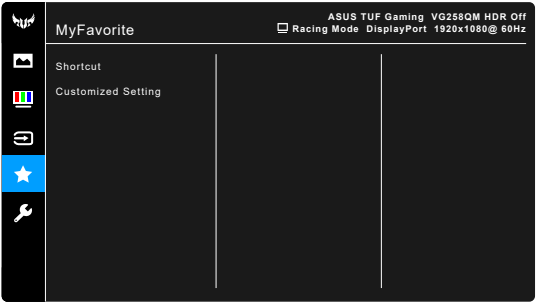 ASUS TUF Gaming VG258QM HDR Off
MyFavorite
Racing Mode DisplayPort 1920x1080@ 60Hz
Shortcut
Customized Setting